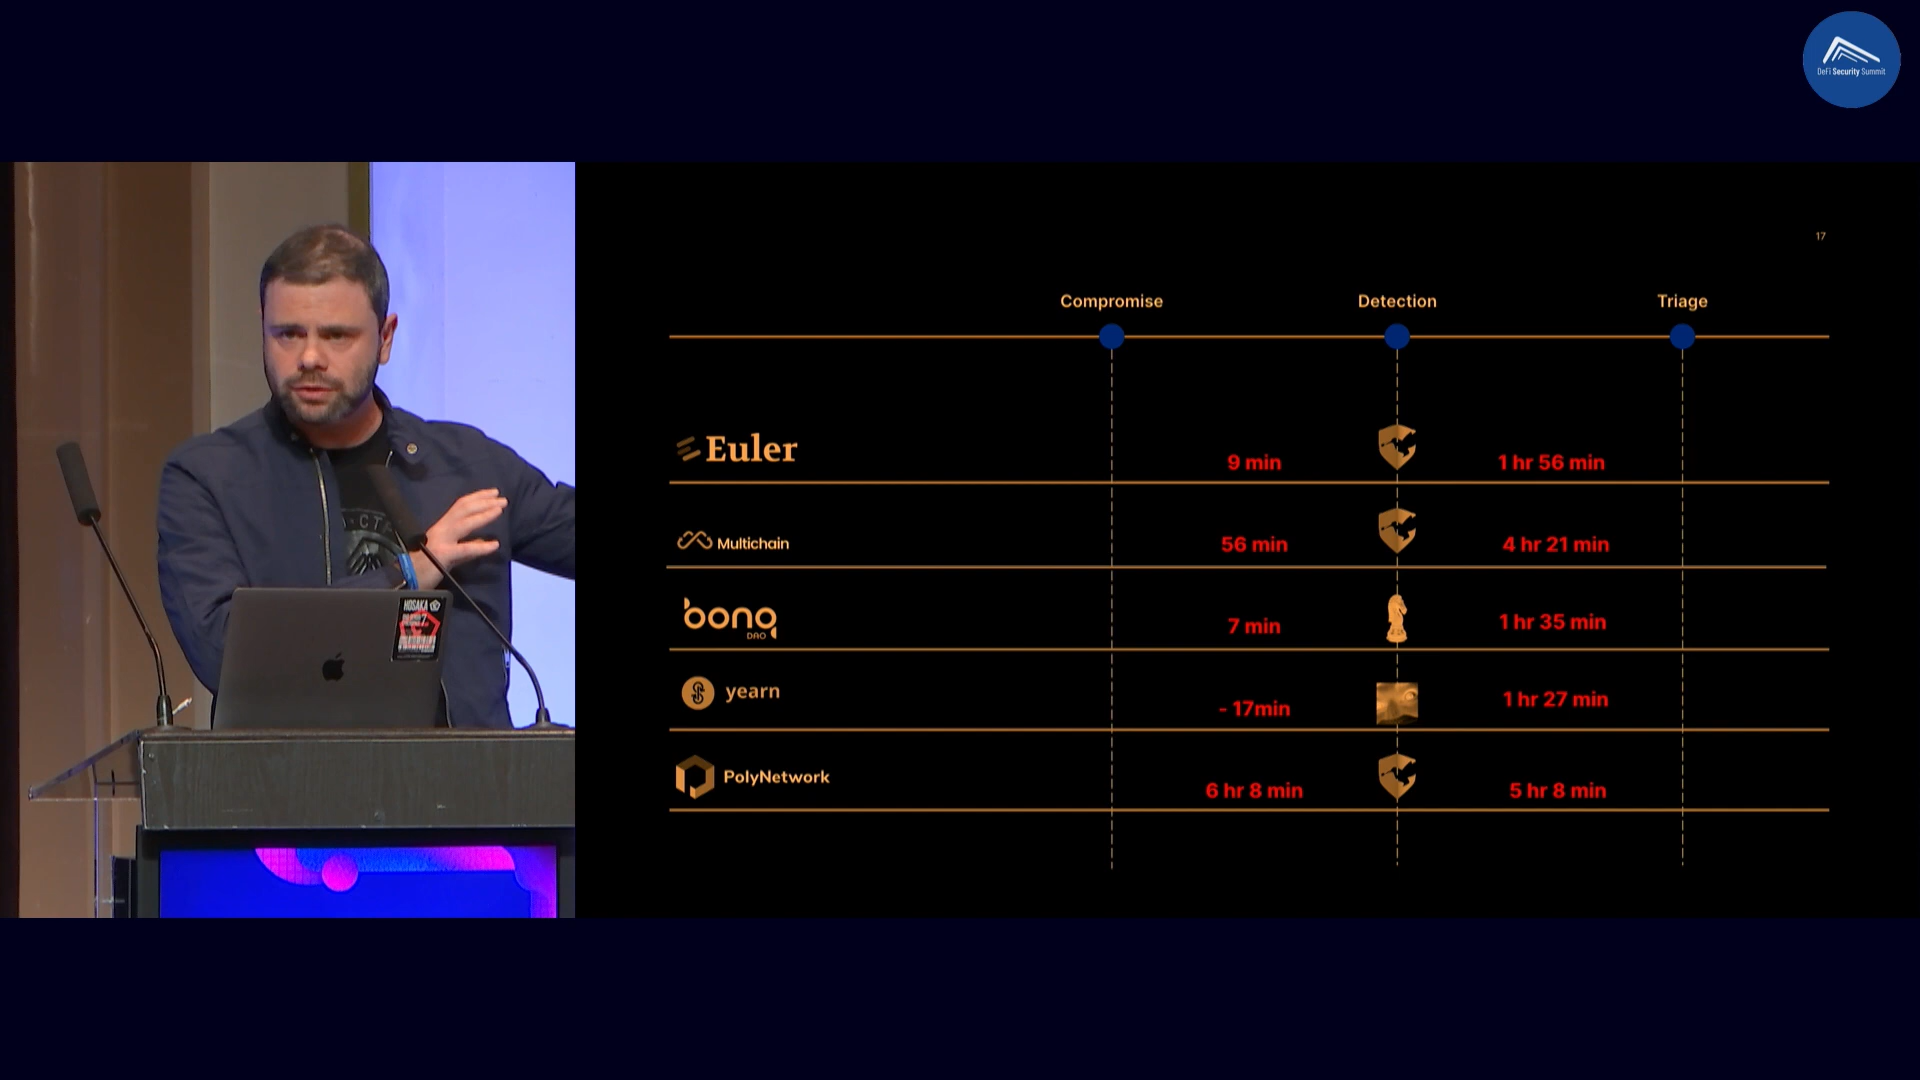 DeFi Security Summit
17
Compromise Detection Triage
Euler 9 min 1 hr 56 min
Multichain 56 min 4 hr 21 min
bonq DAO 7 min 1 hr 35 min
yearn - 17min 1 hr 27 min
PolyNetwork 6 hr 8 min 5 hr 8 min
HOSAKA